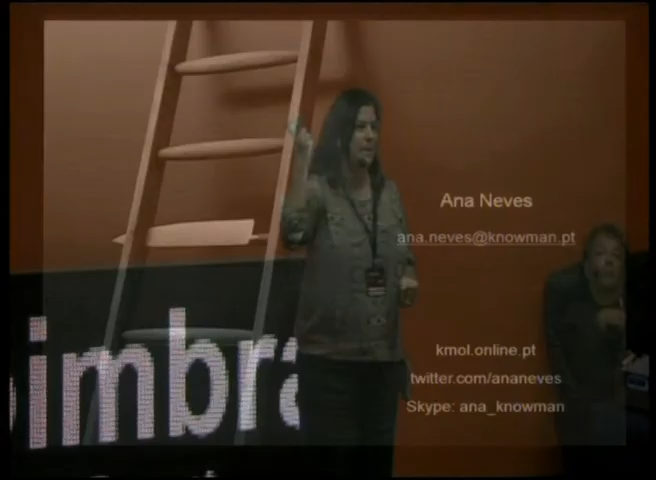 Ana Neves
ana.neves@knowman.pt
kmol.online.pt
twitter.com/ananeves
Skype: ana_knowman
imbra